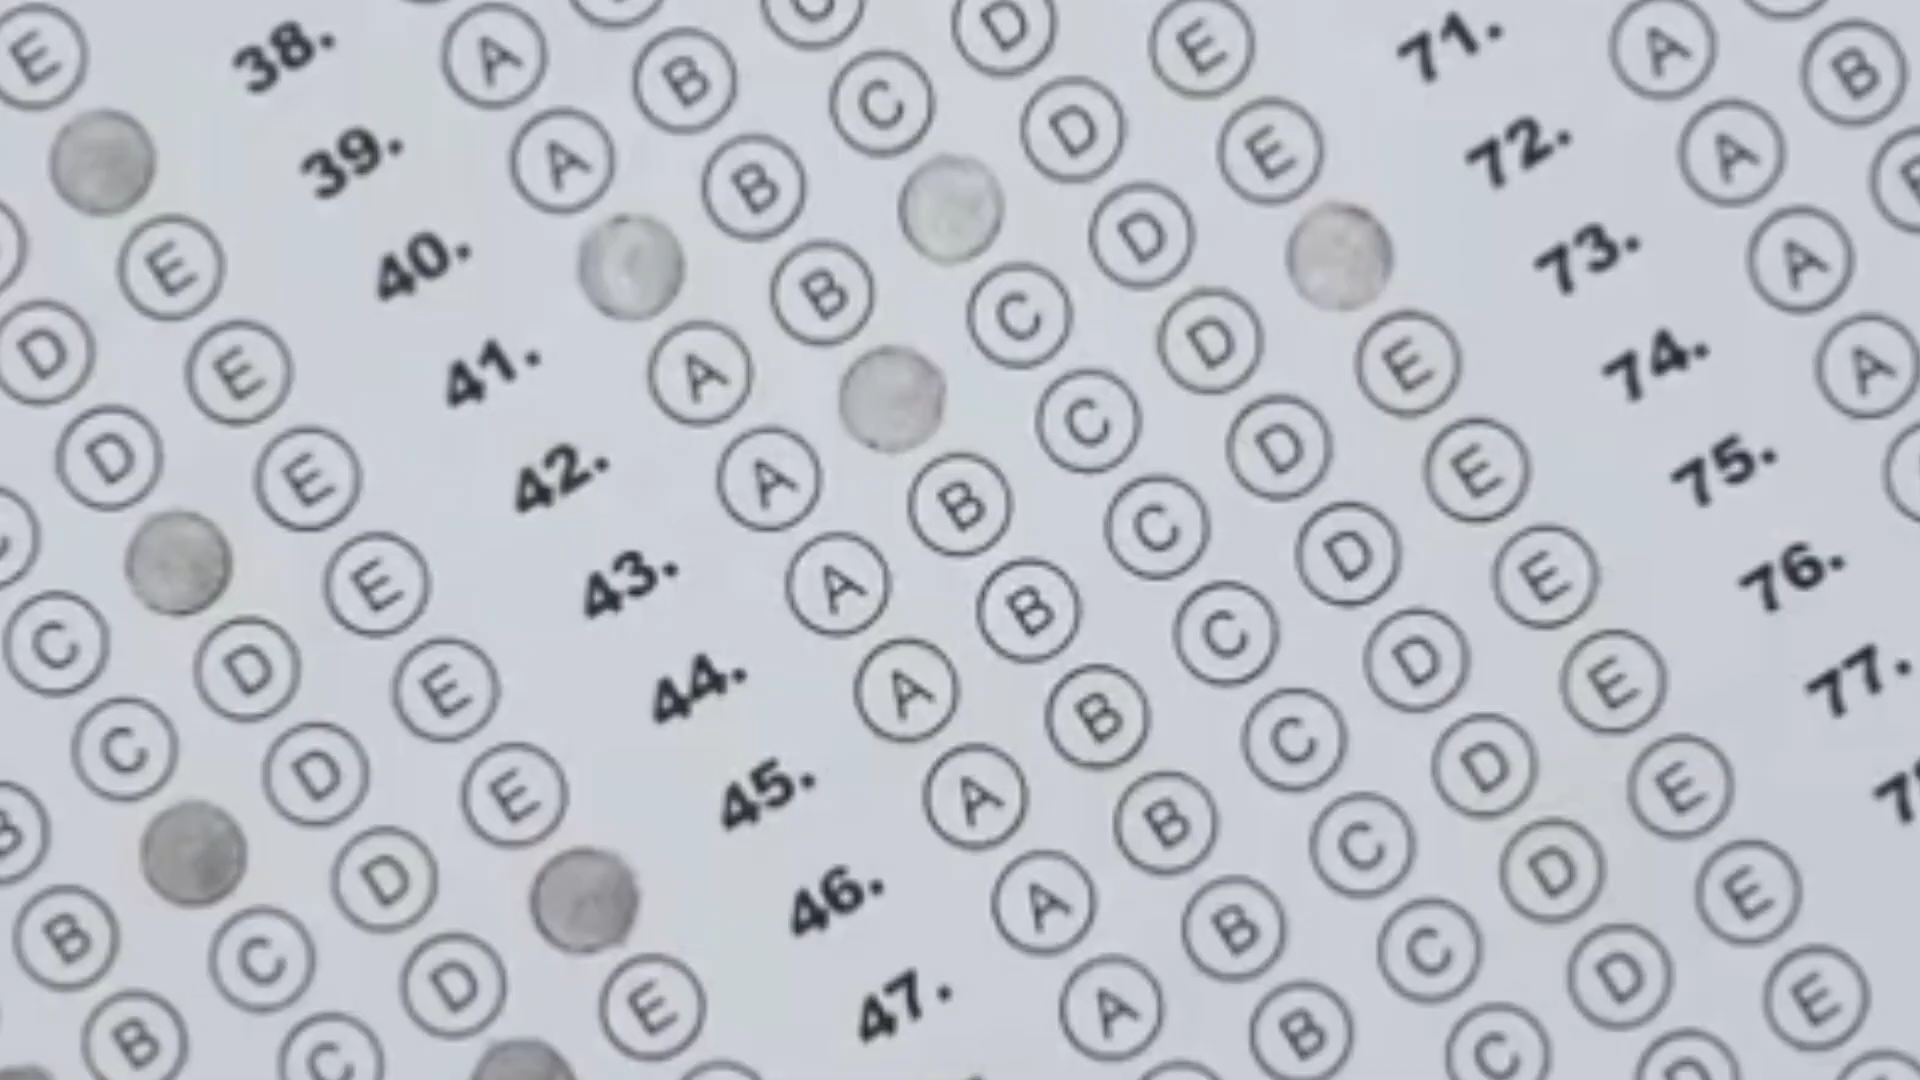 E
38.
D E 39. A
C D E 40. A B C
C E 41. B C D
B C D E 42. A B D E
B D E 43. A C D E 71.
B C D E 44. A B C D 72. A
C D 45. A B C D E 73. A B
E 46. A B C D E 74. A B
47. A B C D E 75. A
A B C D E 76.
B C D E 77.
C D E
D E